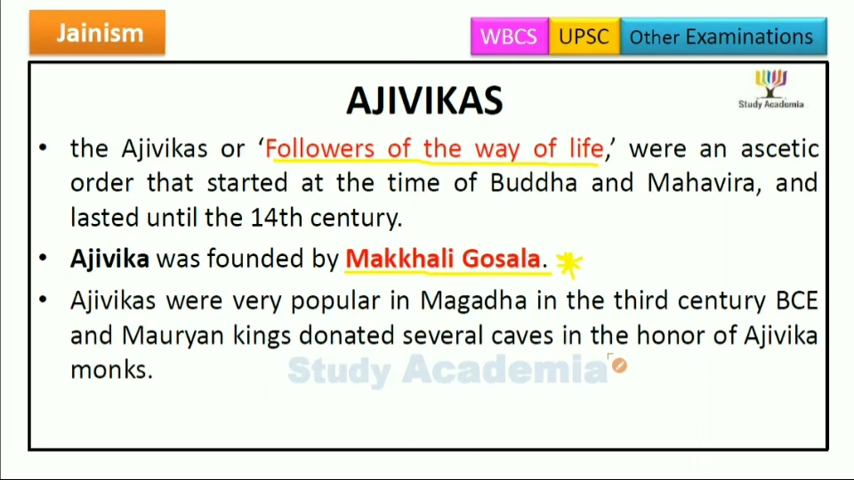 Jainism
WBCS UPSC Other Examinations
AJIVIKAS
Study Academia
• the Ajivikas or ‘Followers of the way of life,’ were an ascetic
order that started at the time of Buddha and Mahavira, and
lasted until the 14th century.
• Ajivika was founded by Makkhali Gosala.
• Ajivikas were very popular in Magadha in the third century BCE
and Mauryan kings donated several caves in the honor of Ajivika
monks.
Study Academia